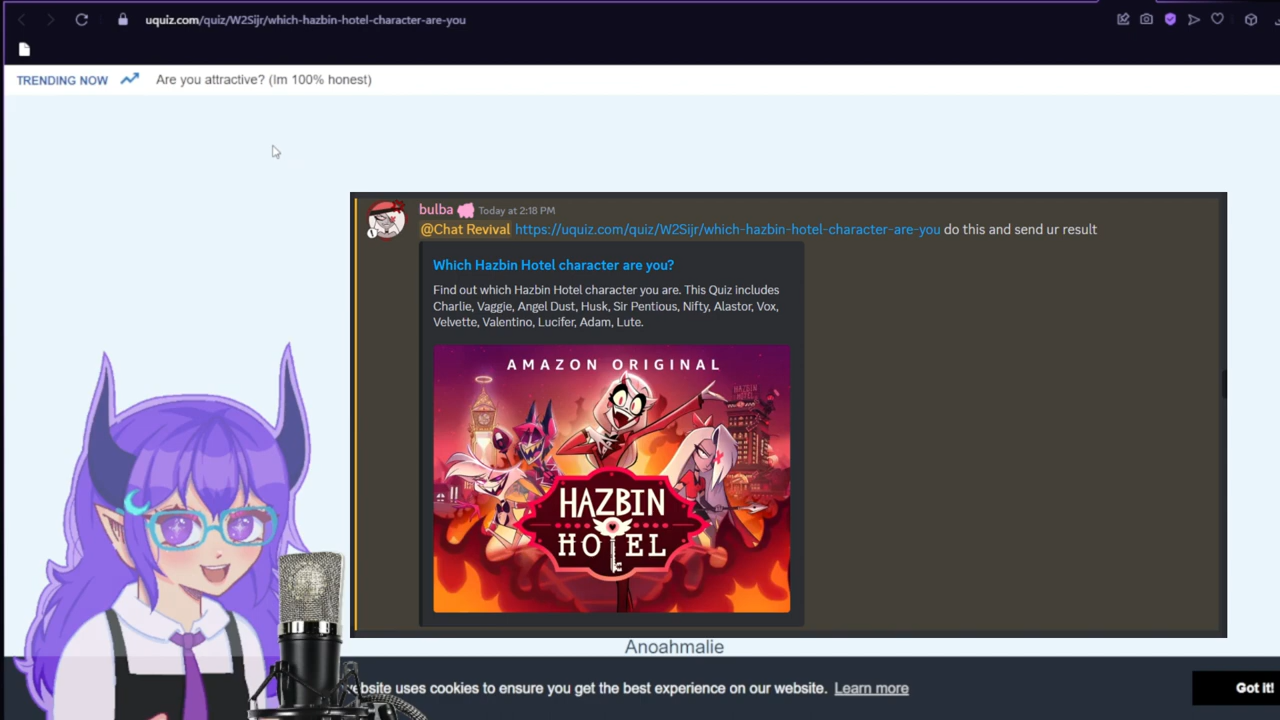 uquiz.com/quiz/W2Sijr/which-hazbin-hotel-character-are-you
TRENDING NOW Are you attractive? (Im 100% honest)
bulba Today at 2:18 PM
@Chat Revival https://uquiz.com/quiz/W2Sijr/which-hazbin-hotel-character-are-you do this and send ur result
Which Hazbin Hotel character are you?
Find out which Hazbin Hotel character you are. This Quiz includes
Charlie, Vaggie, Angel Dust, Husk, Sir Pentious, Nifty, Alastor, Vox,
Velvette, Valentino, Lucifer, Adam, Lute.
AMAZON ORIGINAL
HAZBIN
HOTEL
HAZBIN
HOTEL
Anoahmalie
website uses cookies to ensure you get the best experience on our website. Learn more
Got it!